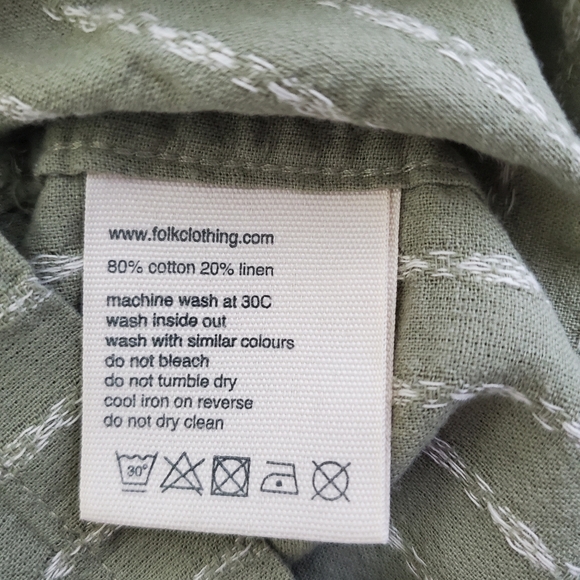 www.folkclothing.com
80% cotton 20% linen
machine wash at 30C
wash inside out
wash with similar colours
do not bleach
do not tumble dry
cool iron on reverse
do not dry clean
30°